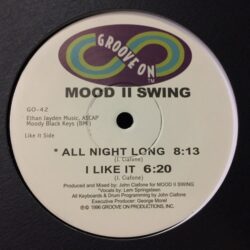 GROOVE ON™
MOOD II SWING
GO-42
Ethan Jayden Music, ASCAP
Moody Black Keys (BMI)
Like it Side
* ALL NIGHT LONG 8:13
(J. Ciafone)
I LIKE IT 6:20
(J. Ciafone)
Produced and Mixed by: John Ciafone for MOOD II SWING
*Vocals by: Lem Springsteen
All Keyboards & Drum Programming by John Ciafone
Executive Producer: George Morel
℗© 1996 GROOVE ON PRODUCTIONS, INC.